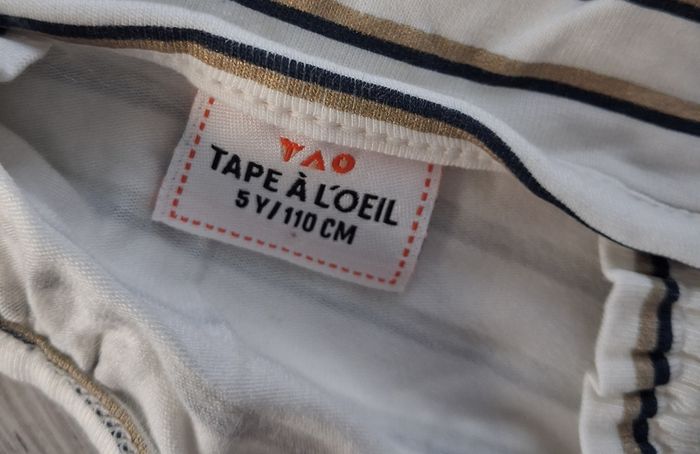 TAO
TAPE À L'OEIL
5 Y/110 CM